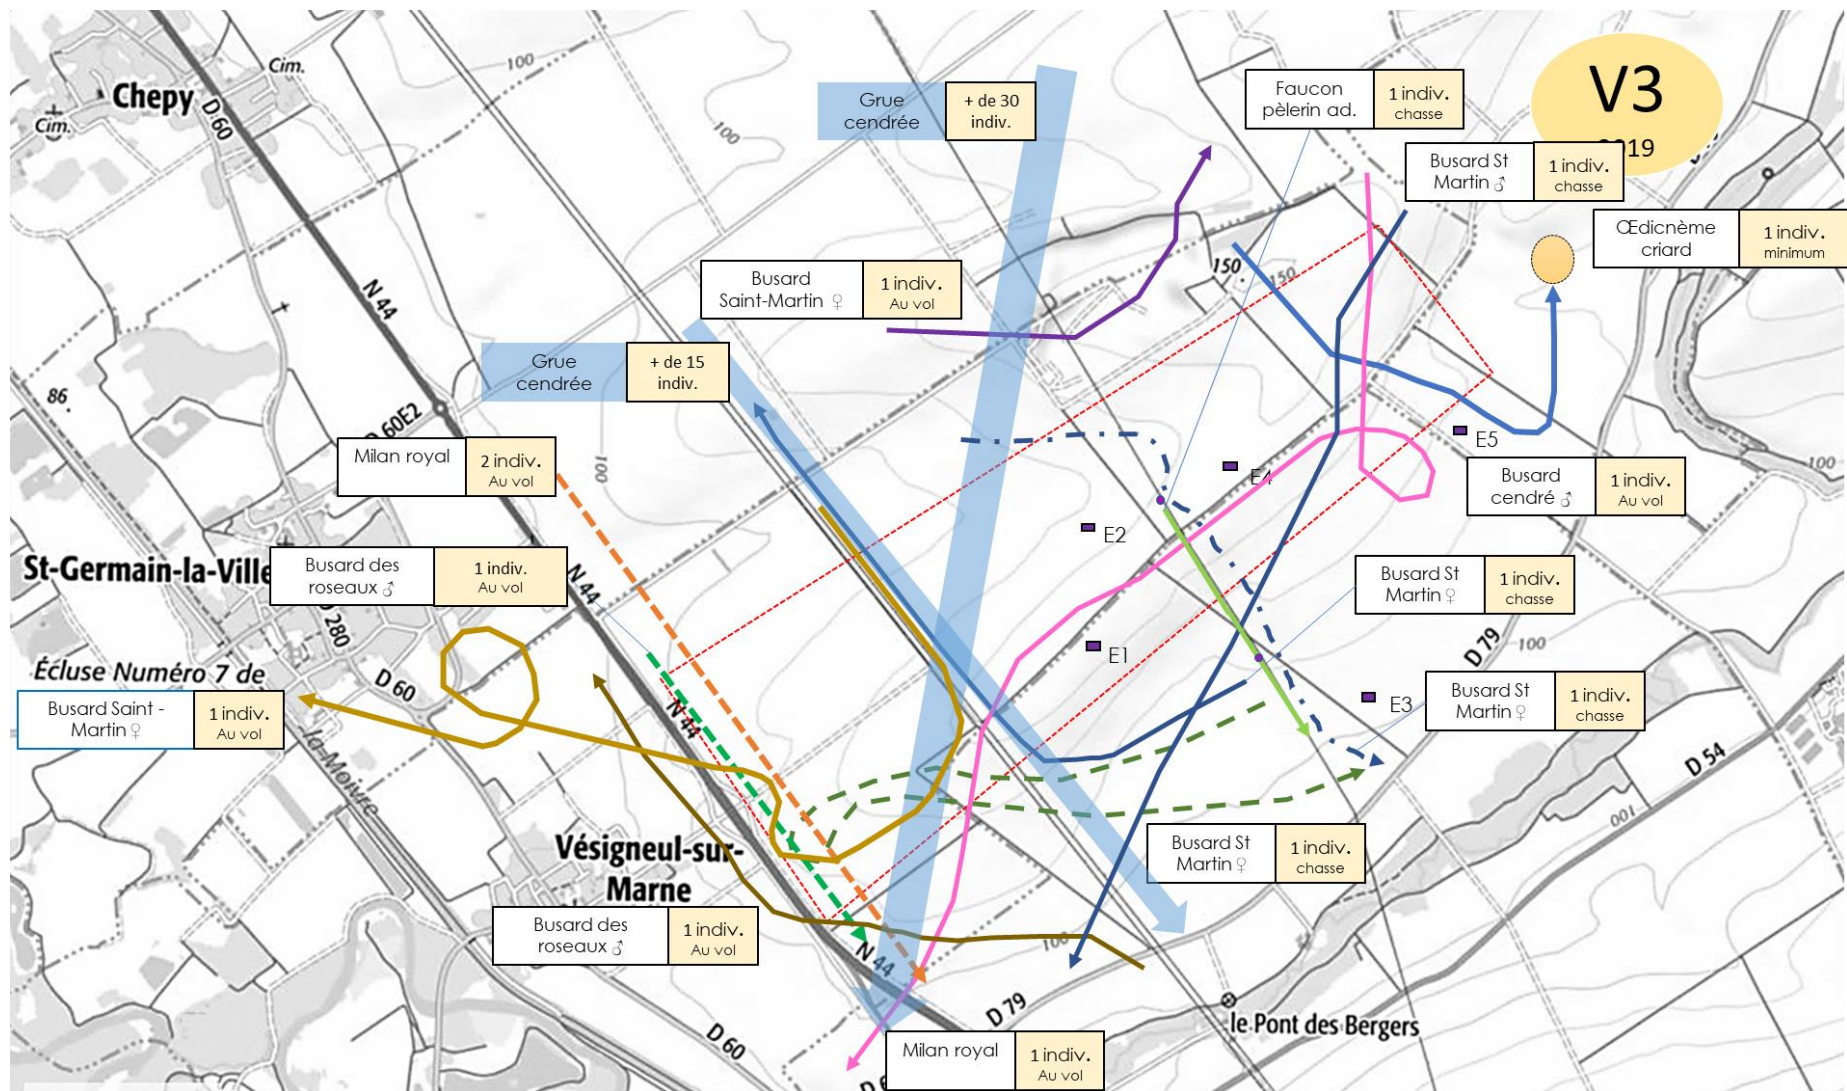 Cim.
Chepy
D 60
Cim.
100
100
Grue
cendrée
+ de 30
indiv.
Faucon
pèlerin ad.
1 indiv.
chasse
V3
Busard St
Martin ♂
1 indiv.
chasse
Œdicnème
criard
1 indiv.
minimum
150
150
Busard
Saint-Martin ♀
1 indiv.
Au vol
N 44
Grue
cendrée
+ de 15
indiv.
86
D 60E2
Milan royal
2 indiv.
Au vol
100
E5
E4
100
Busard
cendré ♂
1 indiv.
Au vol
E2
St-Germain-la-Ville
Busard des
roseaux ♂
1 indiv.
Au vol
N 44
Busard St
Martin ♀
1 indiv.
chasse
280
E1
D 79
100
Écluse Numéro 7 de
la Moivre
D 60
Busard Saint -
Martin ♀
1 indiv.
Au vol
N 44
E3
Busard St
Martin ♀
1 indiv.
chasse
D 54
001
Vésigneul-sur-
Marne
Busard St
Martin ♀
1 indiv.
chasse
Busard des
roseaux ♂
1 indiv.
Au vol
100
N 44
D 79
le Pont des Bergers
D 60
Milan royal
1 indiv.
Au vol